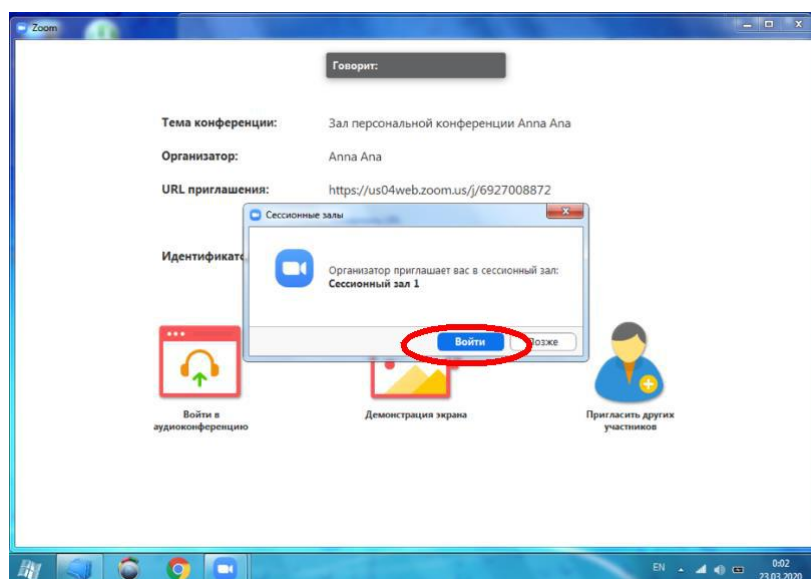 Zoom
Говорит:
Тема конференции: Зал персональной конференции Anna Ana
Организатор: Anna Ana
URL приглашения: https://us04web.zoom.us/j/6927008872
Сессионные залы
Идентификато
Организатор приглашает вас в сессионный зал:
Сессионный зал 1
Войти Позже
Войти в аудиоконференцию
Демонстрация экрана
Пригласить других участников
EN 0:02
23.03.2020